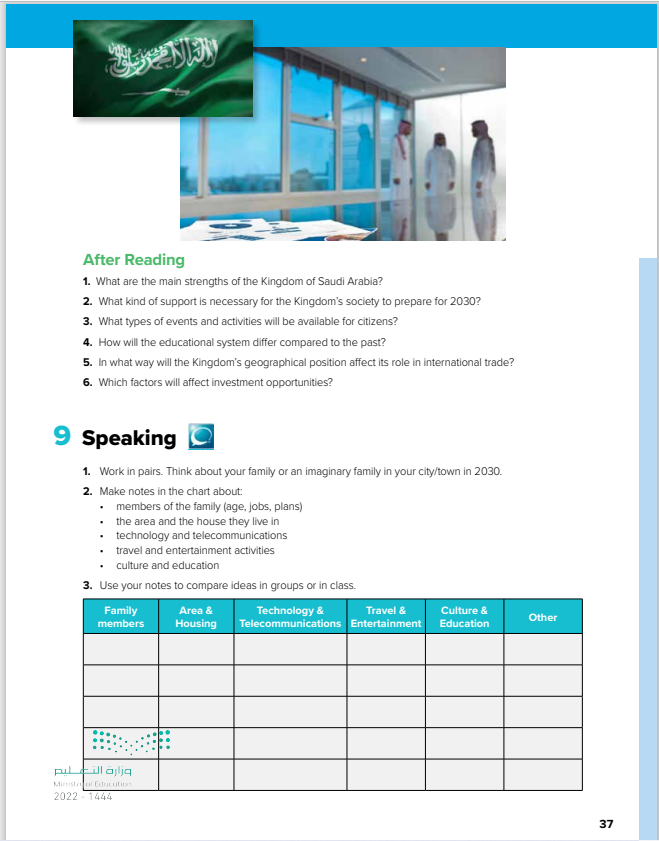 After Reading
1. What are the main strengths of the Kingdom of Saudi Arabia?
2. What kind of support is necessary for the Kingdom's society to prepare for 2030?
3. What types of events and activities will be available for citizens?
4. How will the educational system differ compared to the past?
5. In what way will the Kingdom's geographical position affect its role in international trade?
6. Which factors will affect investment opportunities?
9 Speaking
1. Work in pairs. Think about your family or an imaginary family in your city/town in 2030.
2. Make notes in the chart about:
• members of the family (age, jobs, plans)
• the area and the house they live in
• technology and telecommunications
• travel and entertainment activities
• culture and education
3. Use your notes to compare ideas in groups or in class.
Family members
Area & Housing
Technology & Telecommunications
Travel & Entertainment
Culture & Education
Other
وزارة التعليم
Ministry of Education
2022 - 1444
37